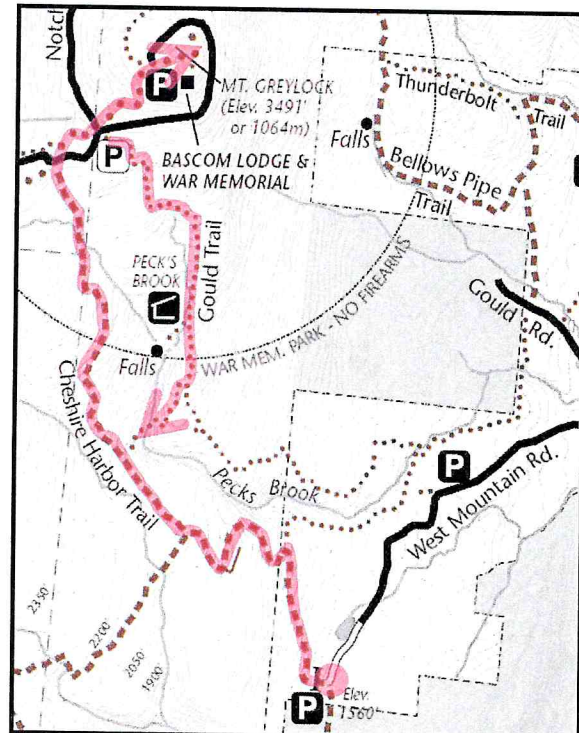 Notch
P
MT. GREYLOCK
(Elev. 3491'
or 1064m)
BASCOM LODGE &
WAR MEMORIAL
P
Thunderbolt
Trail
Falls
Bellows Pipe
Trail
Gould Trail
PECK'S
BROOK
Falls
WAR MEM. PARK - NO FIREARMS
Gould Rd.
Cheshire Harbor Trail
Pecks Brook
P
West Mountain Rd.
2350'
2200'
2050'
1900'
P
Elev.
1560'